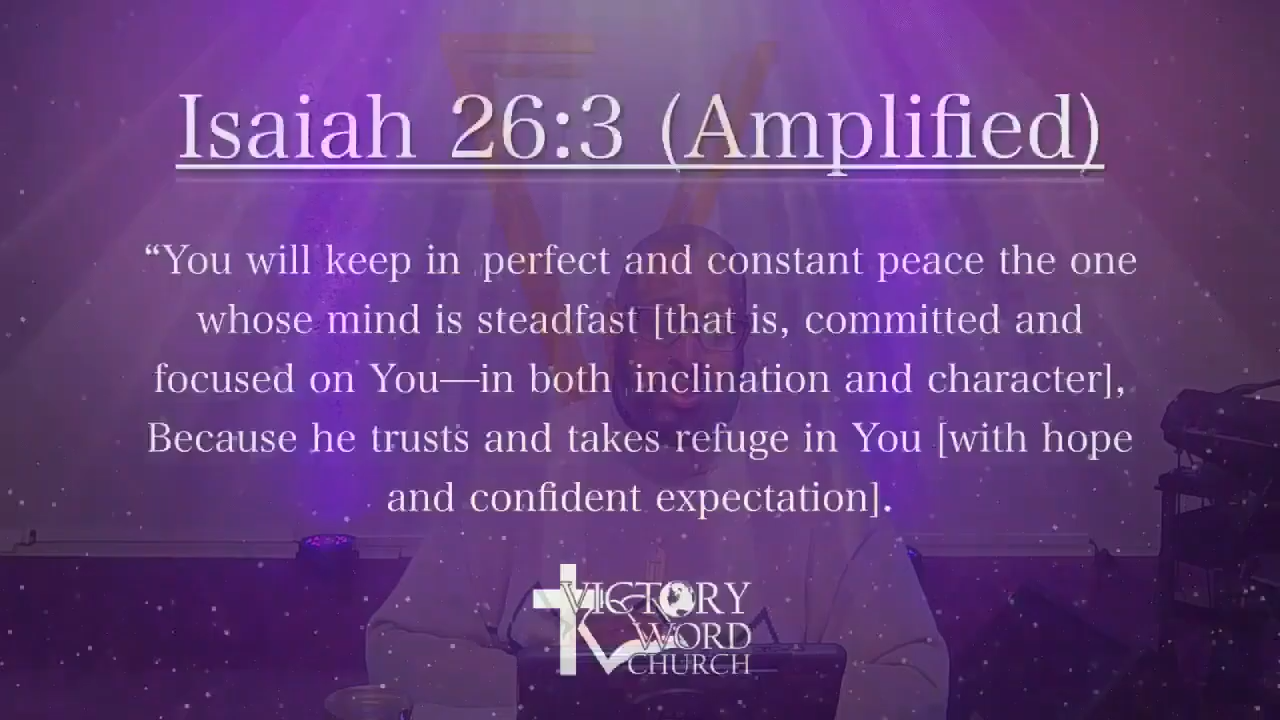 Isaiah 26:3 (Amplified)
“You will keep in perfect and constant peace the one
whose mind is steadfast [that is, committed and
focused on You—in both inclination and character],
Because he trusts and takes refuge in You [with hope
and confident expectation].
VICTORY
WORD
CHURCH